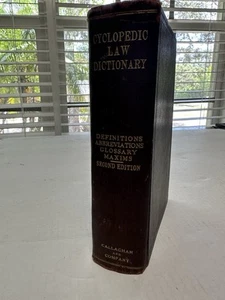 CYCLOPEDIC
LAW
DICTIONARY
DEFINITIONS
ABBREVIATIONS
GLOSSARY
MAXIMS
SECOND EDITION
CALLAGHAN
AND
COMPANY